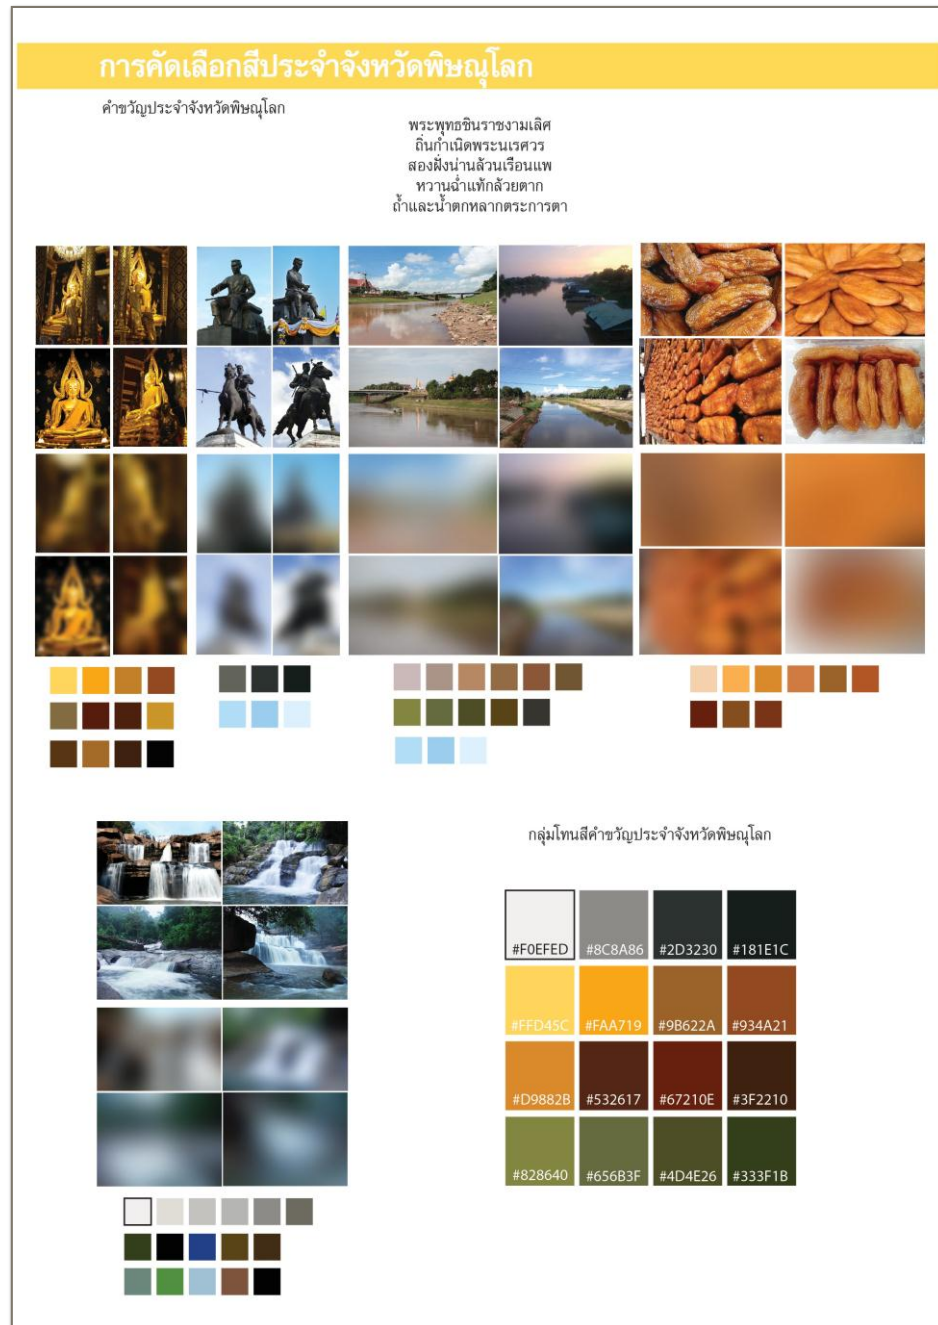 การคัดเลือกสีประจำจังหวัดพิษณุโลก
คำขวัญประจำจังหวัดพิษณุโลก
พระพุทธชินราชงามเลิศ
ถิ่นกำเนิดพระนเรศวร
สองฝั่งน่านล้วนเรือนแพ
หวานฉ่ำแท้กล้วยตาก
ถ้ำและน้ำตกหลากตระการตา
กลุ่มโทนสีคำขวัญประจำจังหวัดพิษณุโลก
#F0EFED #8C8A86 #2D3230 #181E1C
#FFD45C #FAA719 #9B622A #934A21
#D9882B #532617 #67210E #3F2210
#828640 #656B3F #4D4E26 #333F1B